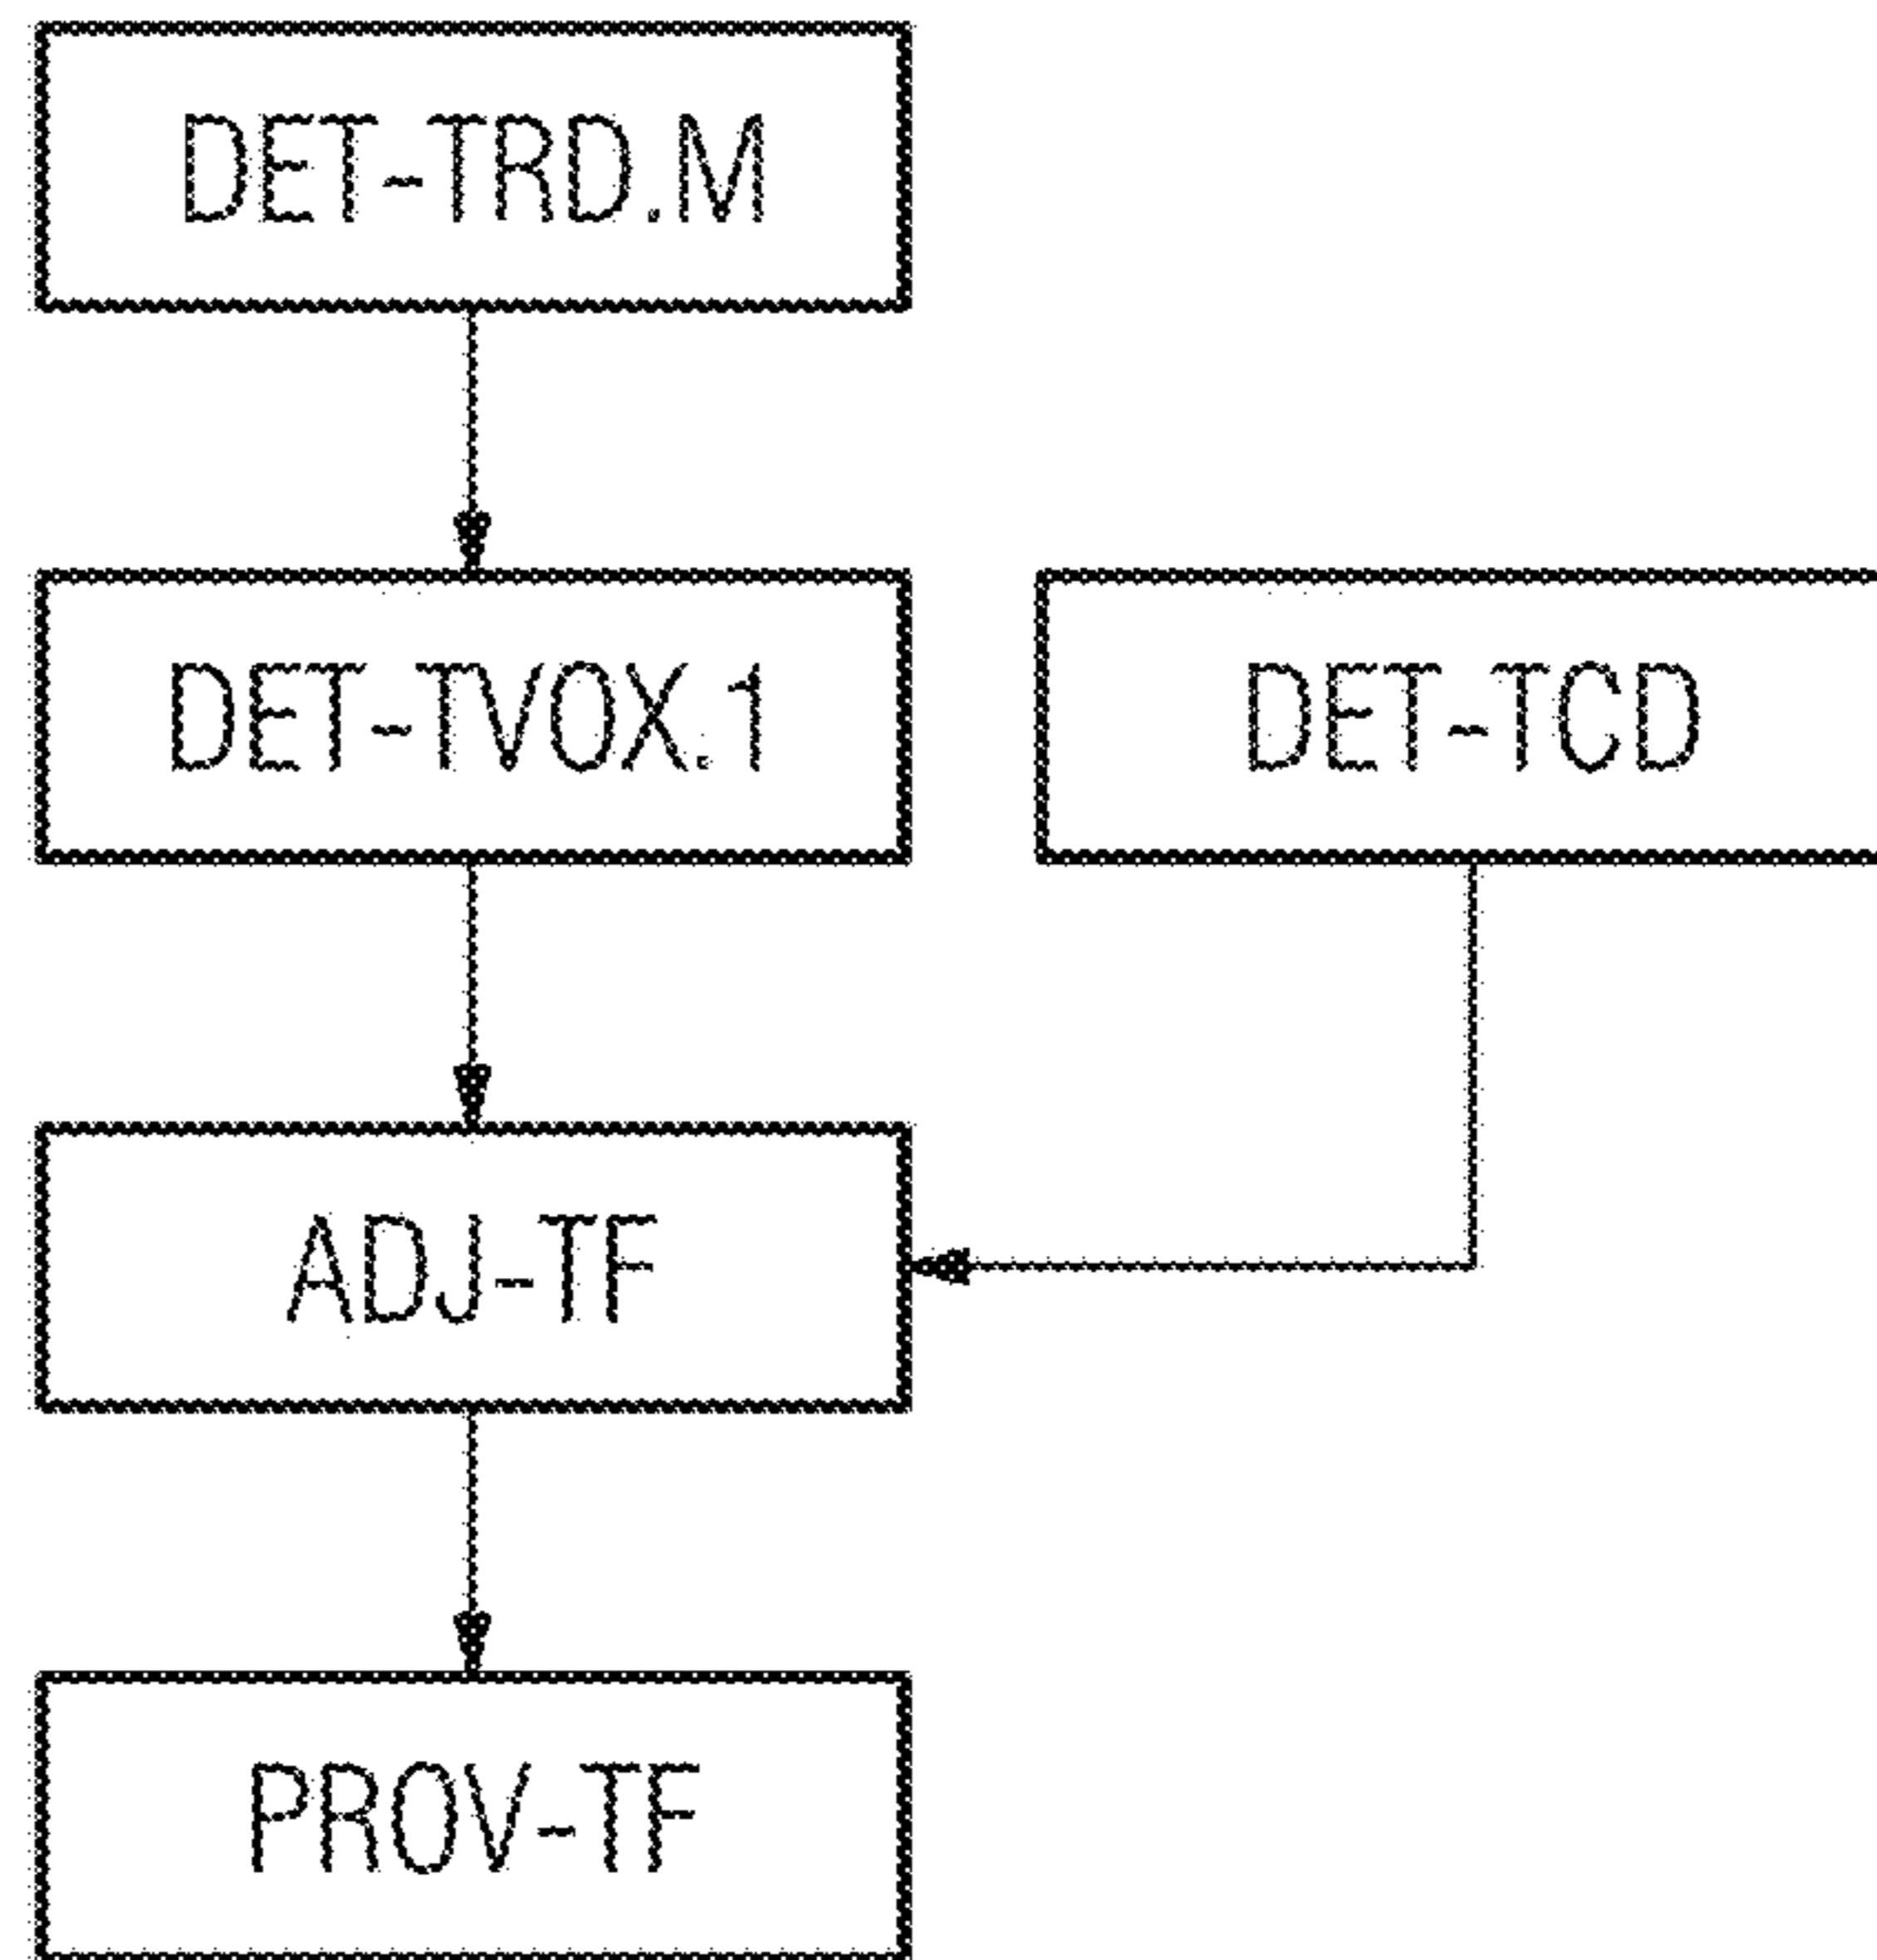 DET-TRD.M
DET-TVOX.1
DET-TCD
ADJ-TF
PROV-TF